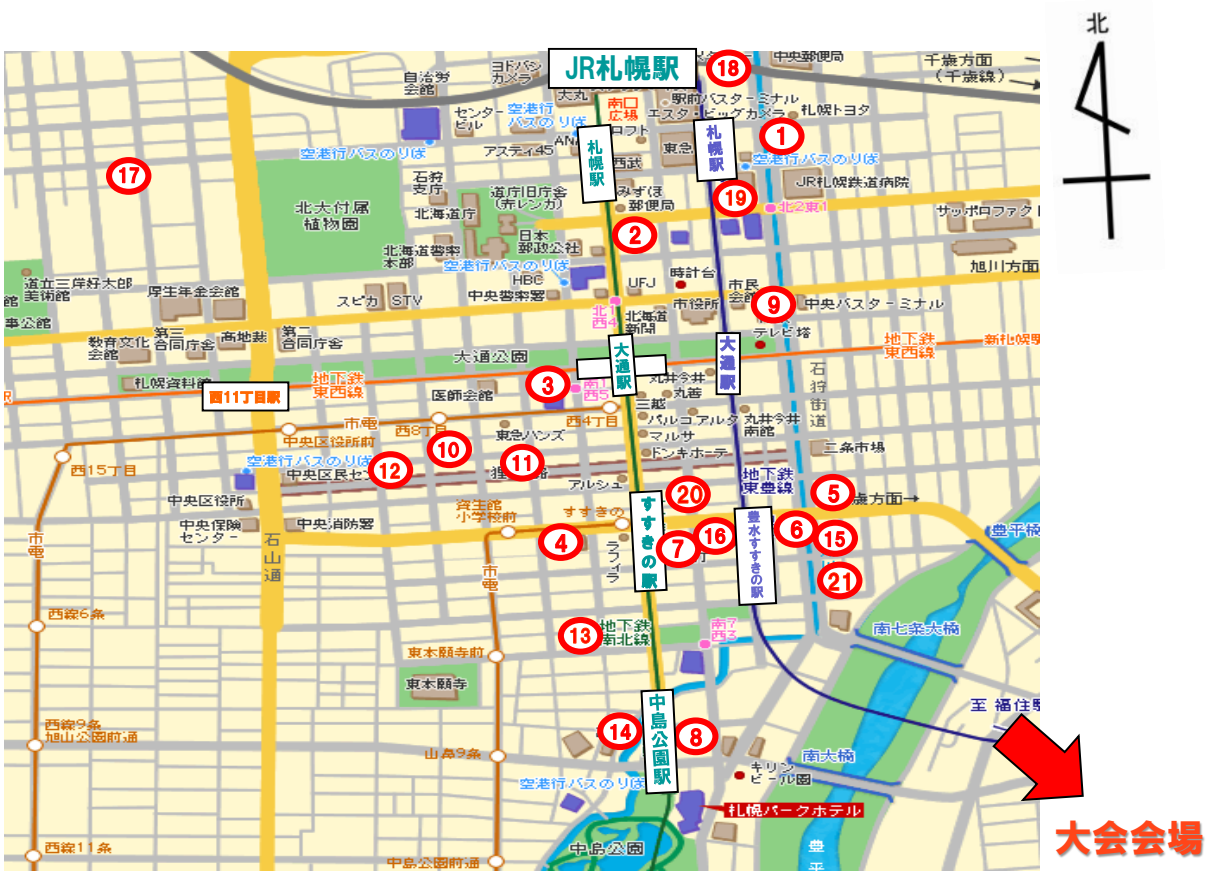 北
JR札幌駅
⑱
中央郵便局
千歳方面
(千歳線)
ヨドバシ
カメラ
自治労
会館
大丸
南口
広場
駅前バスターミナル
エスタ・ビッグカメラ
札幌トヨタ
センター
ビル
空港行
バスのりば
ロフト
札幌駅
札幌駅
①
アスティ45
空港行バスのりば
西武
東急
空港行バスのりば
⑰
石狩
支庁
道庁旧庁舎
(赤レンガ)
みずほ
郵便局
⑲
JR札幌鉄道病院
北2東1
北大付属
植物園
北海道庁
サッポロファクト
②
日本
郵政公社
北海道警察
本部
空港行バスのりば
HBC
中央警察署
UFJ
時計台
旭川方面
道立三岸好太郎
美術館
館
厚生年金会館
スピカ
STV
市民
会館
⑨
中央バスターミナル
市役所
事公館
北1
西4
北海道
新聞
テレビ塔
教育文化
会館
第三
合同庁舎
高地裁
第二
合同庁舎
大通公園
大通駅
大通駅
地下鉄
東西線
新札幌駅
札幌資料館
西11丁目駅
地下鉄
東西線
医師会館
③
南1
西5
丸井今井
丸善
石狩街道
三越
市電
西8丁目
西4丁目
パルコ
アルタ
丸井今井
南館
中央区役所前
東急ハンズ
マルサ
ドンキホーテ
二条市場
⑩
⑪
⑫
西15丁目
空港行バスのりば
中央区民セン
アルシュ
地下鉄
東豊線
⑳
⑤
歳方面→
中央区役所
資生館
小学校前
すすきの
すすきの駅
中央保険
センター
中央消防署
石山通
④
ラフィラ
⑦
⑯
豊水すすきの駅
⑥
⑮
豊平橋
市電
市電
㉑
西線6条
⑬
地下鉄
南北線
南7
西3
南七条大橋
東本願寺前
東本願寺
至 福住駅
西線9条
旭山公園前通
⑭
中島公園駅
⑧
山鼻9条
キリン
ビール園
南大橋
空港行バスのりば
札幌パークホテル
大会会場
西線11条
中島公園前通
中島公園
豊平